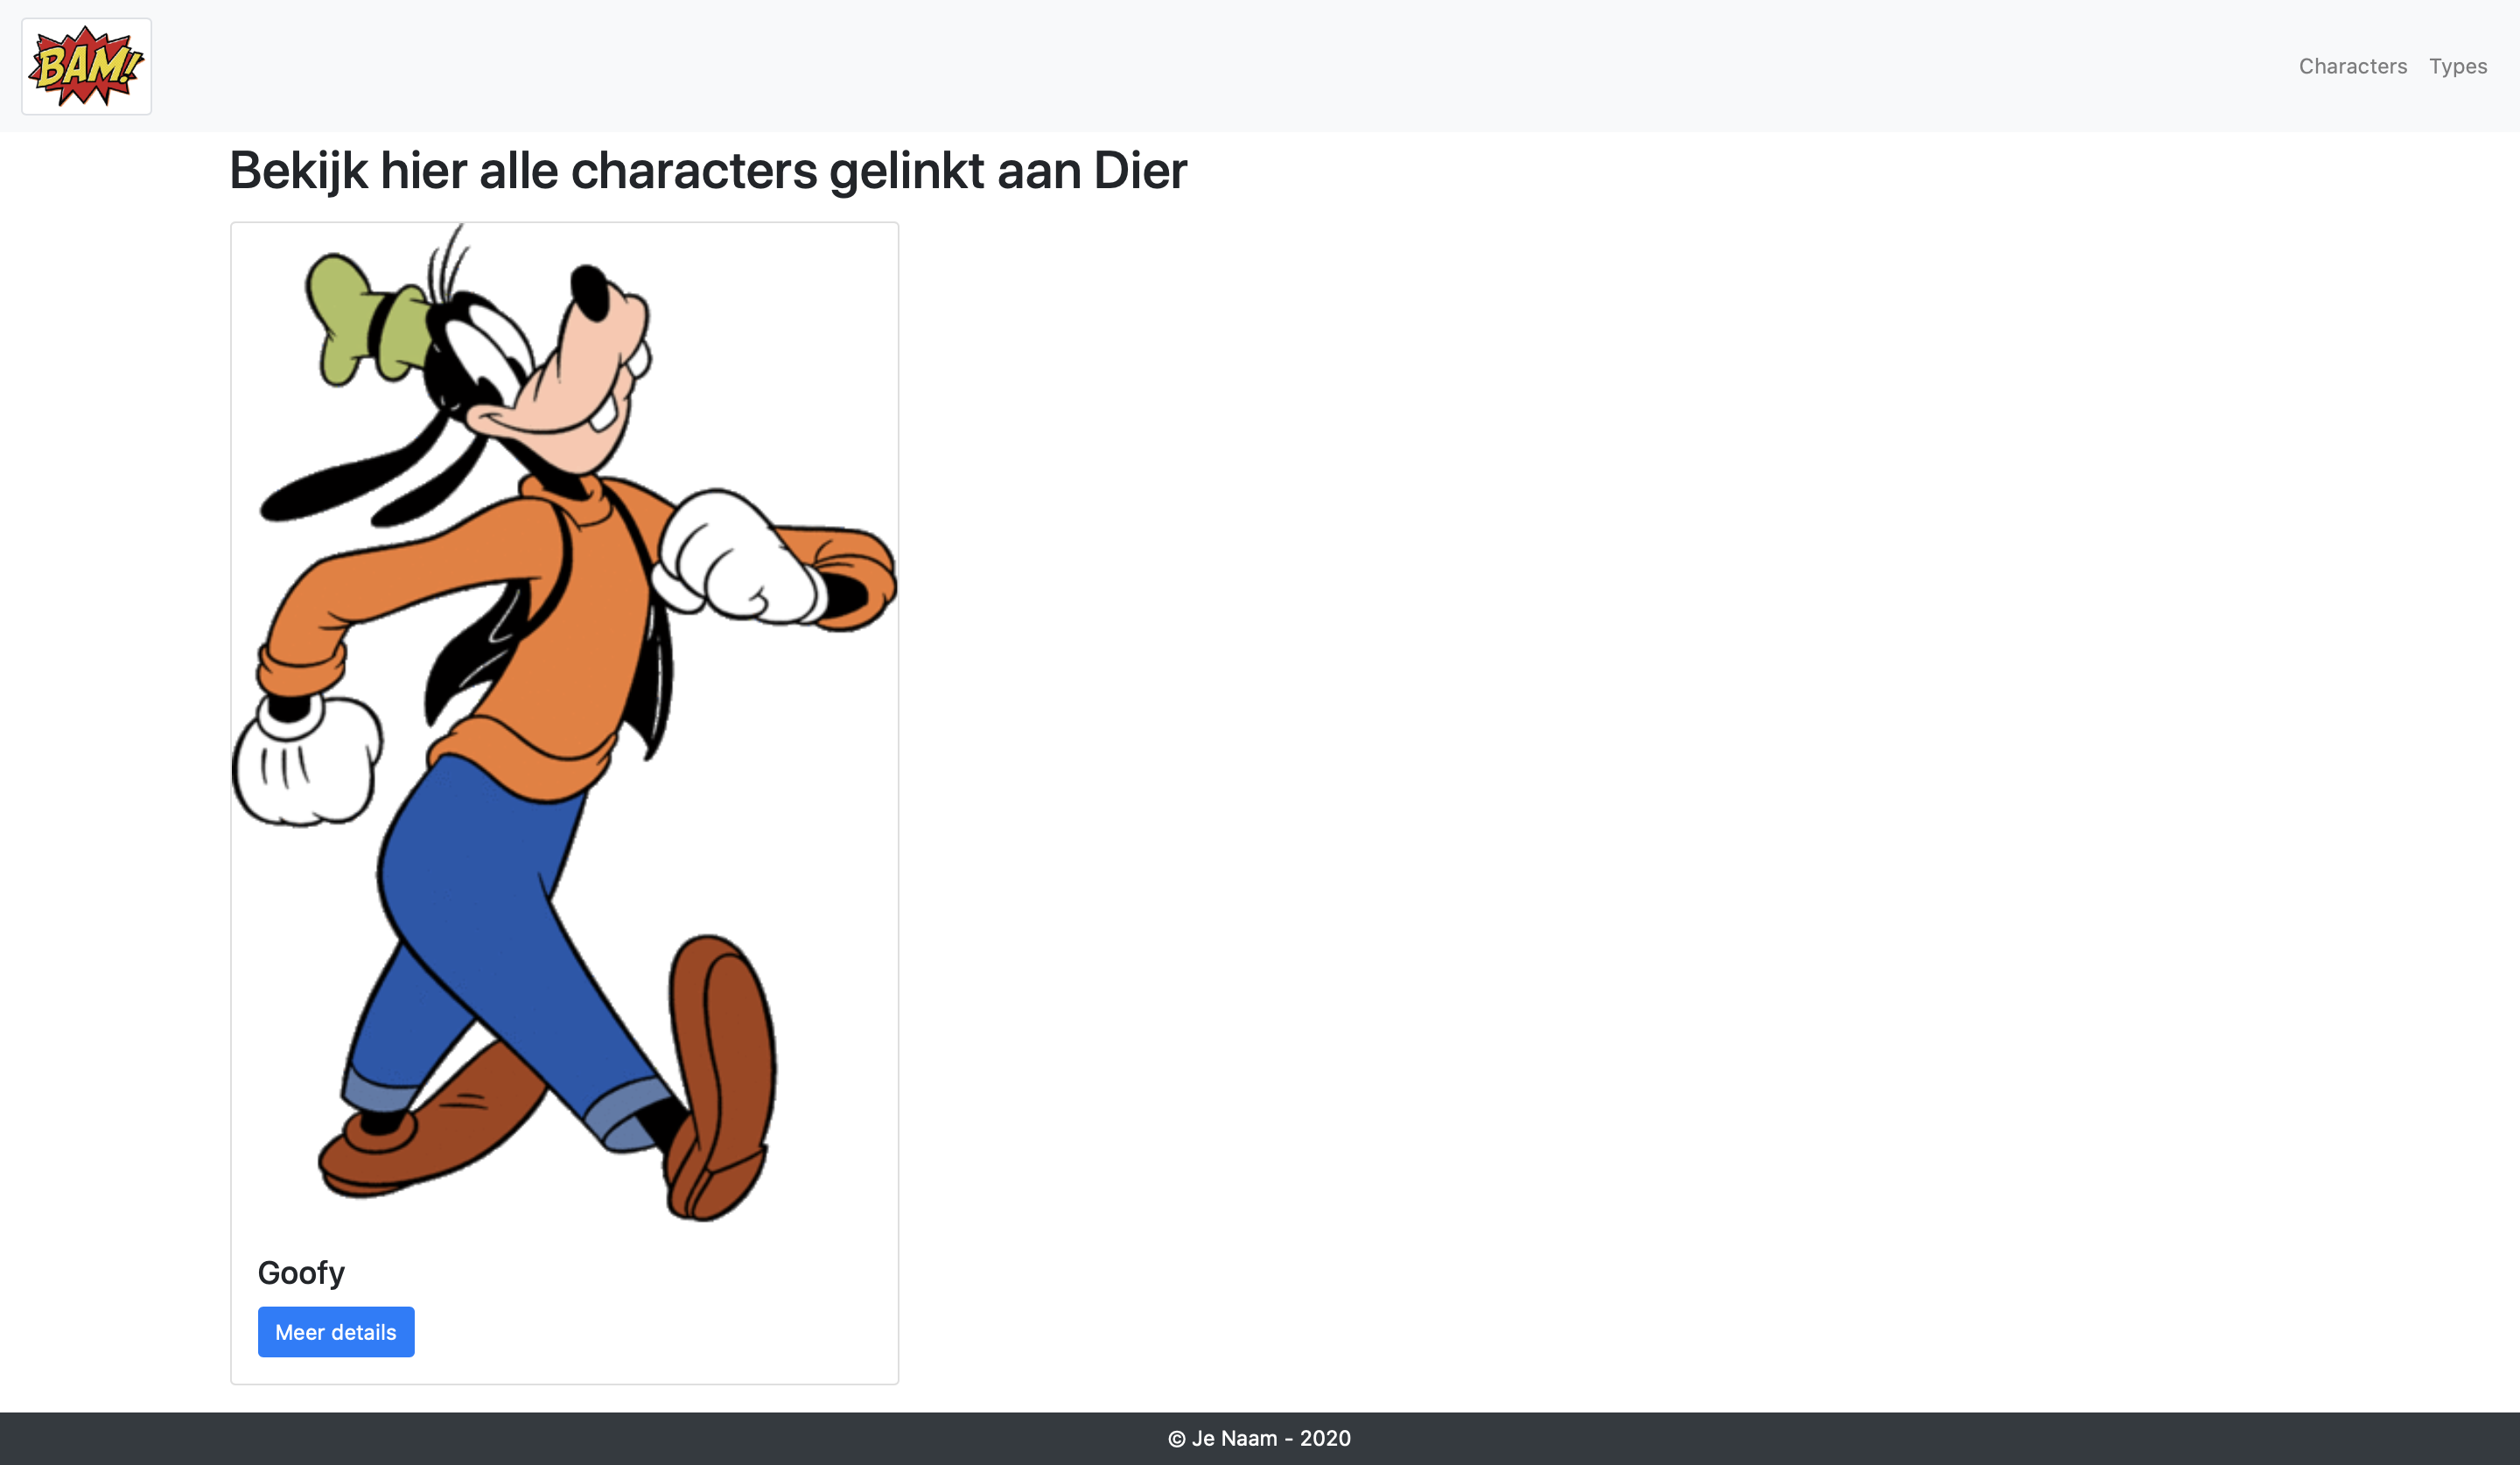 BAM!
Characters Types
Bekijk hier alle characters gelinkt aan Dier
Goofy
Meer details
© Je Naam - 2020